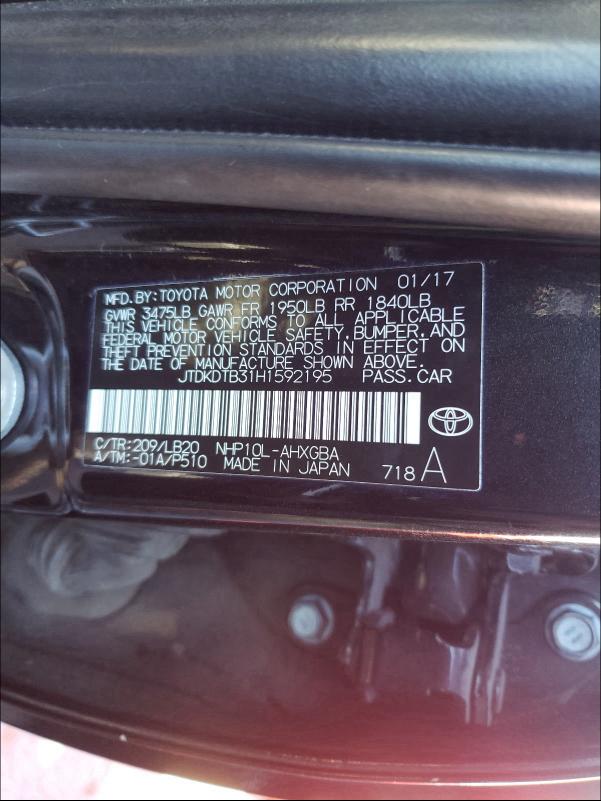 MFD.BY:TOYOTA MOTOR CORPORATION 01/17
GVWR 3475LB GAWR FR 1950LB RR 1840LB
THIS VEHICLE CONFORMS TO ALL APPLICABLE
FEDERAL MOTOR VEHICLE SAFETY,BUMPER,AND
THEFT PREVENTION STANDARDS IN EFFECT ON
THE DATE OF MANUFACTURE SHOWN ABOVE.
JTDKDTB31H1592195 PASS.CAR
C/TR:209/LB20 NHP10L-AHXGBA
A/TM:-01A/P510 MADE IN JAPAN 718 A